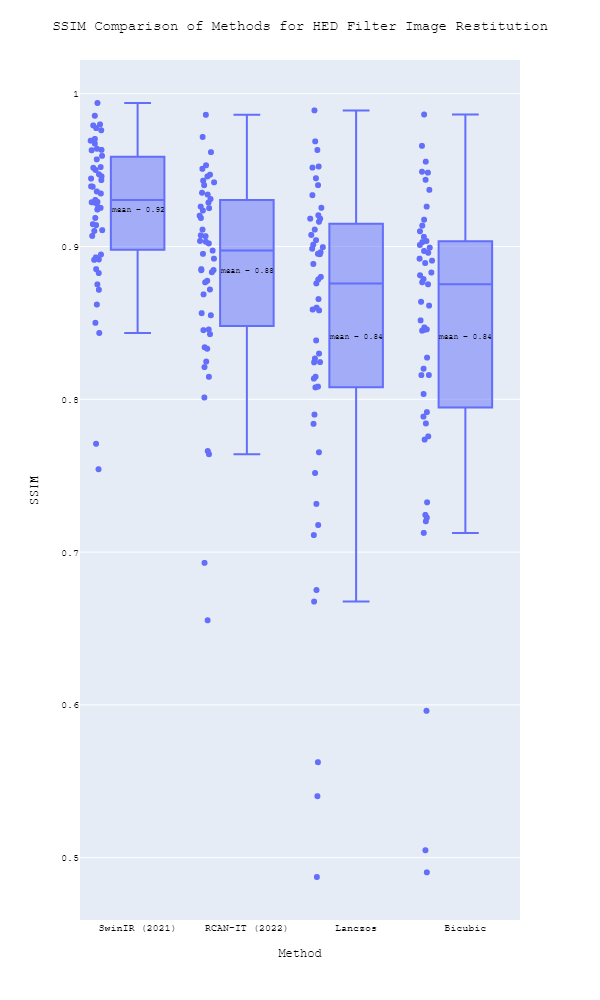 SSIM Comparison of Methods for HED Filter Image Restitution
1
0.9
0.8
0.7
0.6
0.5
SSIM
mean - 0.92
mean - 0.88
mean - 0.84
mean - 0.84
SwinIR (2021) RCAN-IT (2022) Lanczos Bicubic
Method